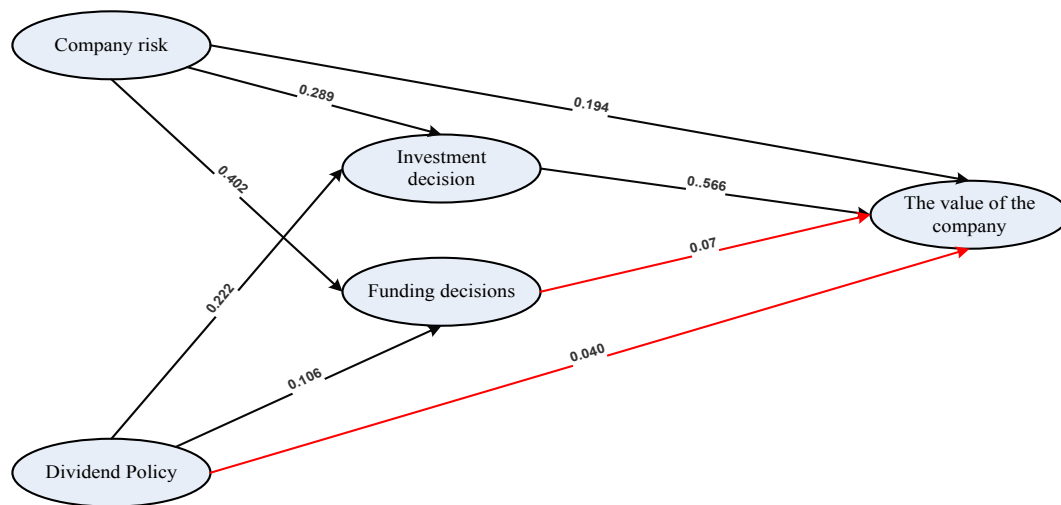 Company risk
0.194
0.289
Investment
decision
0.402
0..566
The value of the
company
0.07
Funding decisions
0.222
0.040
0.106
Dividend Policy